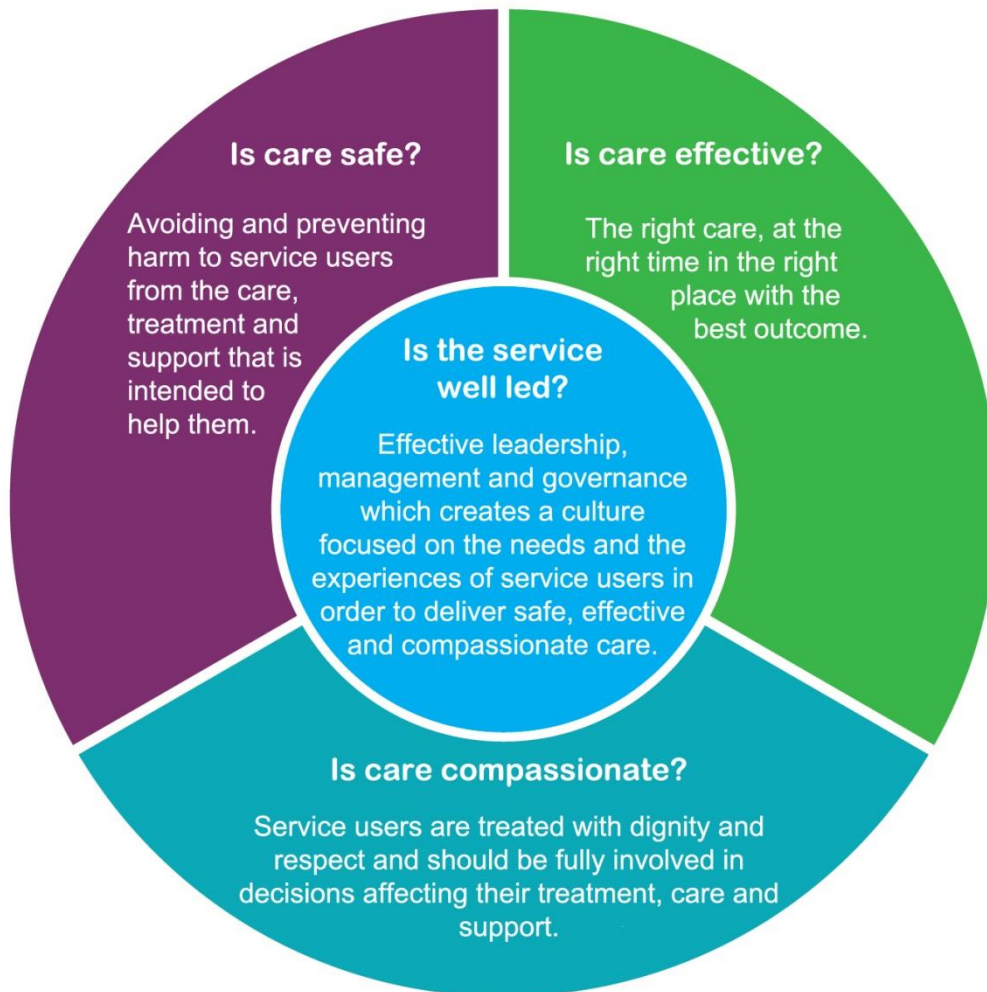 Is care safe?
Avoiding and preventing
harm to service users
from the care,
treatment and
support that is
intended to
help them.
Is care effective?
The right care, at the
right time in the right
place with the
best outcome.
Is the service
well led?
Effective leadership,
management and governance
which creates a culture
focused on the needs and the
experiences of service users in
order to deliver safe, effective
and compassionate care.
Is care compassionate?
Service users are treated with dignity and
respect and should be fully involved in
decisions affecting their treatment, care and
support.